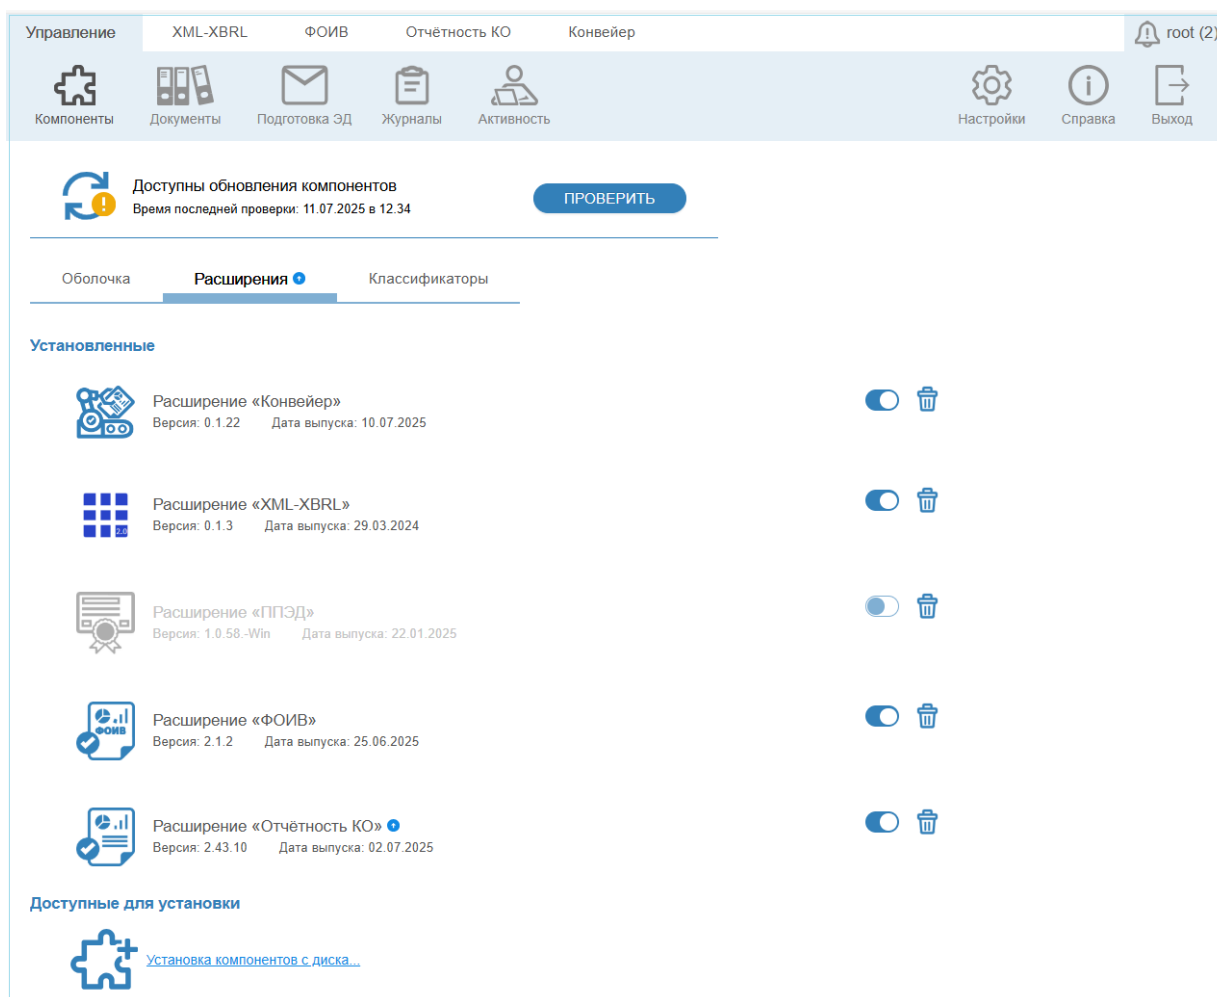 Управление XML-XBRL ФОИВ Отчётность КО Конвейер root (2)
Компоненты Документы Подготовка ЭД Журналы Активность Настройки Справка Выход
Доступны обновления компонентов
Время последней проверки: 11.07.2025 в 12.34
ПРОВЕРИТЬ
Оболочка Расширения Классификаторы
Установленные
Расширение «Конвейер»
Версия: 0.1.22 Дата выпуска: 10.07.2025
2.0
Расширение «XML-XBRL»
Версия: 0.1.3 Дата выпуска: 29.03.2024
Расширение «ППЭД»
Версия: 1.0.58.-Win Дата выпуска: 22.01.2025
ФОИВ
Расширение «ФОИВ»
Версия: 2.1.2 Дата выпуска: 25.06.2025
Расширение «Отчётность КО»
Версия: 2.43.10 Дата выпуска: 02.07.2025
Доступные для установки
Установка компонентов с диска...